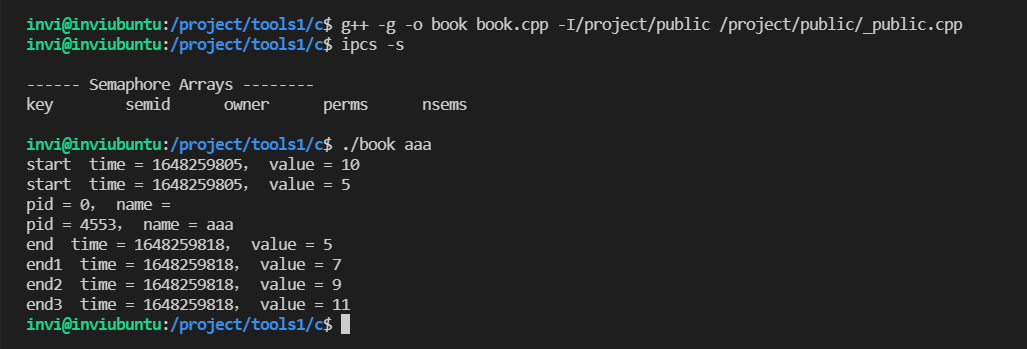 invi@inviubuntu:/project/tools1/c$ g++ -g -o book book.cpp -I/project/public /project/public/_public.cpp
invi@inviubuntu:/project/tools1/c$ ipcs -s
------ Semaphore Arrays --------
key        semid      owner      perms      nsems
invi@inviubuntu:/project/tools1/c$ ./book aaa
start  time = 1648259805,  value = 10
start  time = 1648259805,  value = 5
pid = 0,  name =
pid = 4553,  name = aaa
end  time = 1648259818,  value = 5
end1  time = 1648259818,  value = 7
end2  time = 1648259818,  value = 9
end3  time = 1648259818,  value = 11
invi@inviubuntu:/project/tools1/c$